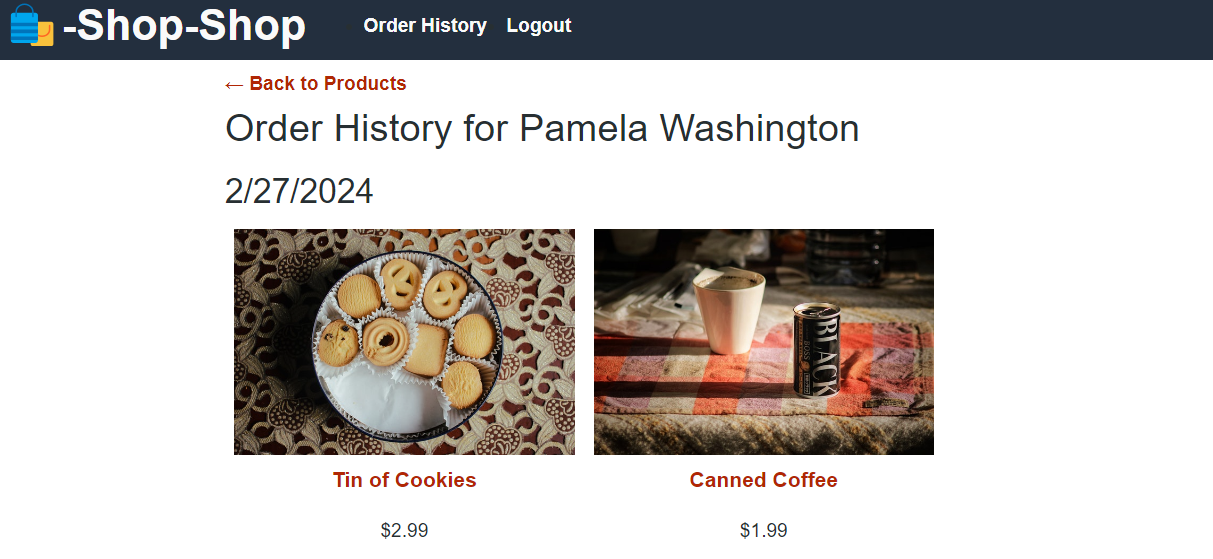 -Shop-Shop
Order History
Logout
← Back to Products
Order History for Pamela Washington
2/27/2024
BLACK
BOSS
Tin of Cookies
Canned Coffee
$2.99
$1.99